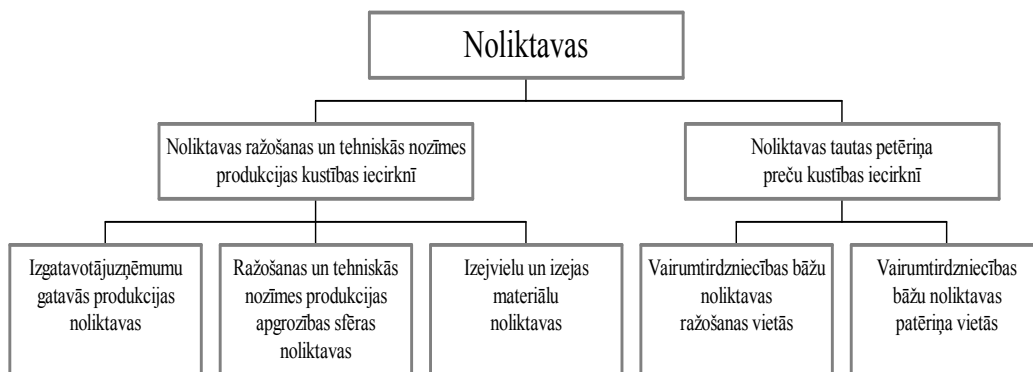 Noliktavas
Noliktavas ražošanas un tehniskās nozīmes
produkcijas kustības iecirknī
Noliktavas tautas petēriņa
preču kustības iecirknī
Izgatavotājuzņēmumu
gatavās produkcijas
noliktavas
Ražošanas un tehniskās
nozīmes produkcijas
apgrozības sfēras
noliktavas
Izejvielu un izejas
materiālu
noliktavas
Vairumtirdzniecības bāžu
noliktavas
ražošanas vietās
Vairumtirdzniecības
bāžu noliktavas
patēriņa vietās